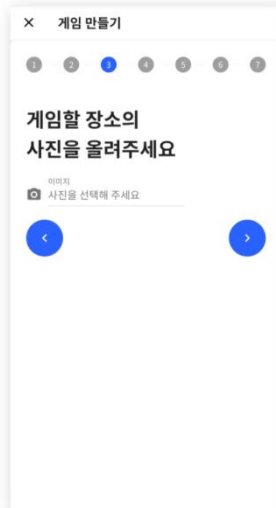 게임 만들기
1 2 3 4 5 6 7
게임할 장소의
사진을 올려주세요
이미지
사진을 선택해 주세요